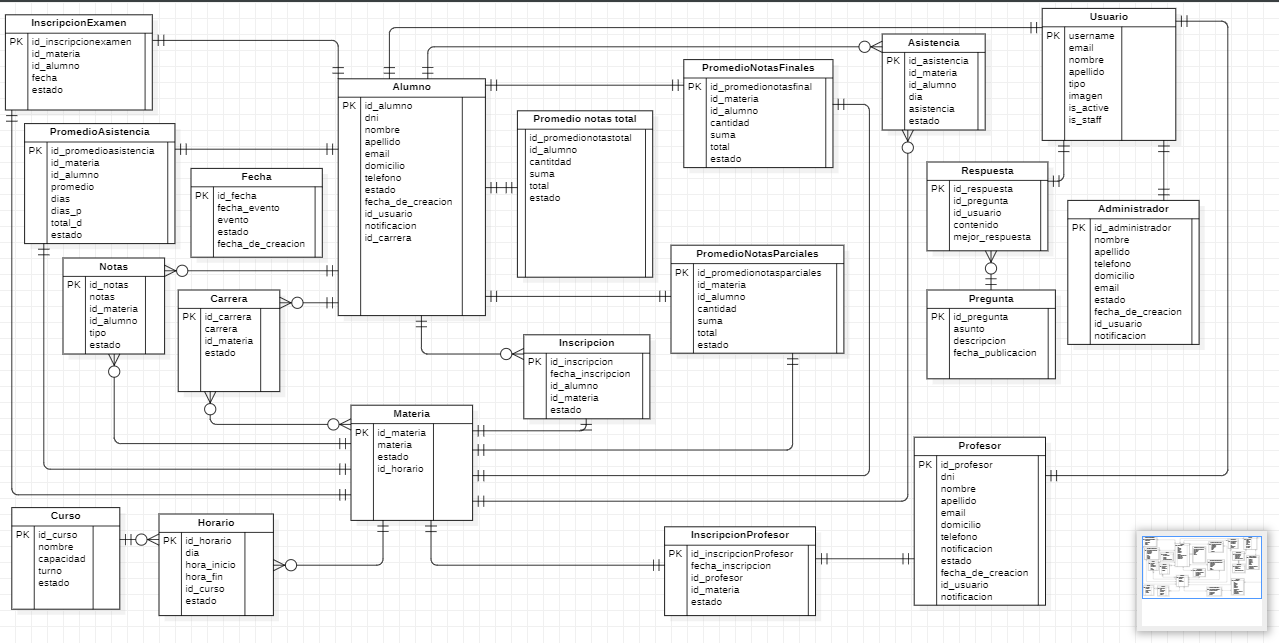 InscripcionExamen
PK id_inscripcionexamen
id_materia
id_alumno
fecha
estado
PromedioAsistencia
PK id_promedioasistencia
id_materia
id_alumno
promedio
dias
dias_p
total_d
estado
Fecha
PK id_fecha
fecha_evento
evento
estado
fecha_de_creacion
Notas
PK id_notas
notas
id_materia
id_alumno
tipo
estado
Carrera
PK id_carrera
carrera
id_materia
estado
Alumno
PK id_alumno
dni
nombre
apellido
email
domicilio
telefono
estado
fecha_de_creacion
id_usuario
notificacion
id_carrera
Promedio notas total
id_promedionotastotal
id_alumno
cantitdad
suma
total
estado
PromedioNotasFinales
PK id_promedionotasfinal
id_materia
id_alumno
cantidad
suma
total
estado
Asistencia
PK id_asistencia
id_materia
id_alumno
dia
asistencia
estado
Usuario
PK username
email
nombre
apellido
tipo
imagen
is_active
is_staff
Respuesta
PK id_respuesta
id_pregunta
id_usuario
contenido
mejor_respuesta
Administrador
PK id_administrador
nombre
apellido
telefono
domicilio
email
estado
fecha_de_creacion
id_usuario
notificacion
PromedioNotasParciales
PK id_promedionotasparciales
id_materia
id_alumno
cantidad
suma
total
estado
Pregunta
PK id_pregunta
asunto
descripcion
fecha_publicacion
Inscripcion
PK id_inscripcion
fecha_inscripcion
id_alumno
id_materia
estado
Materia
PK id_materia
materia
estado
id_horario
Profesor
PK id_profesor
dni
nombre
apellido
email
domicilio
telefono
notificacion
estado
fecha_de_creacion
id_usuario
notificacion
Curso
PK id_curso
nombre
capacidad
turno
estado
Horario
PK id_horario
dia
hora_inicio
hora_fin
id_curso
estado
InscripcionProfesor
PK id_inscripcionProfesor
fecha_inscripcion
id_profesor
id_materia
estado